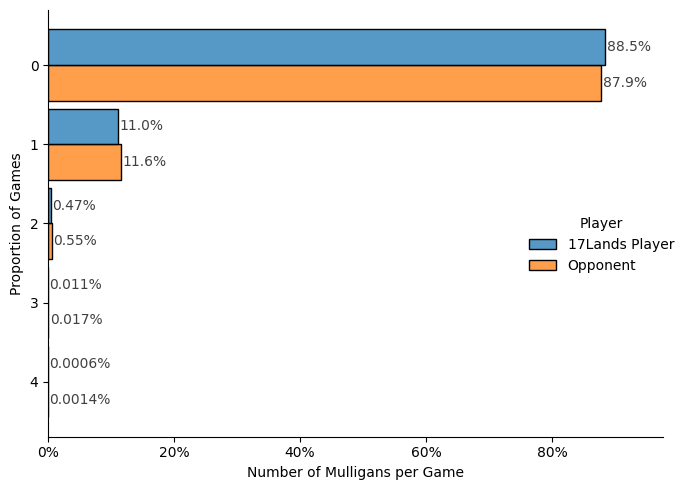 0
88.5%
87.9%
1
11.0%
11.6%
2
0.47%
0.55%
3
0.011%
0.017%
4
0.0006%
0.0014%
Proportion of Games
Player
17Lands Player
Opponent
0% 20% 40% 60% 80%
Number of Mulligans per Game